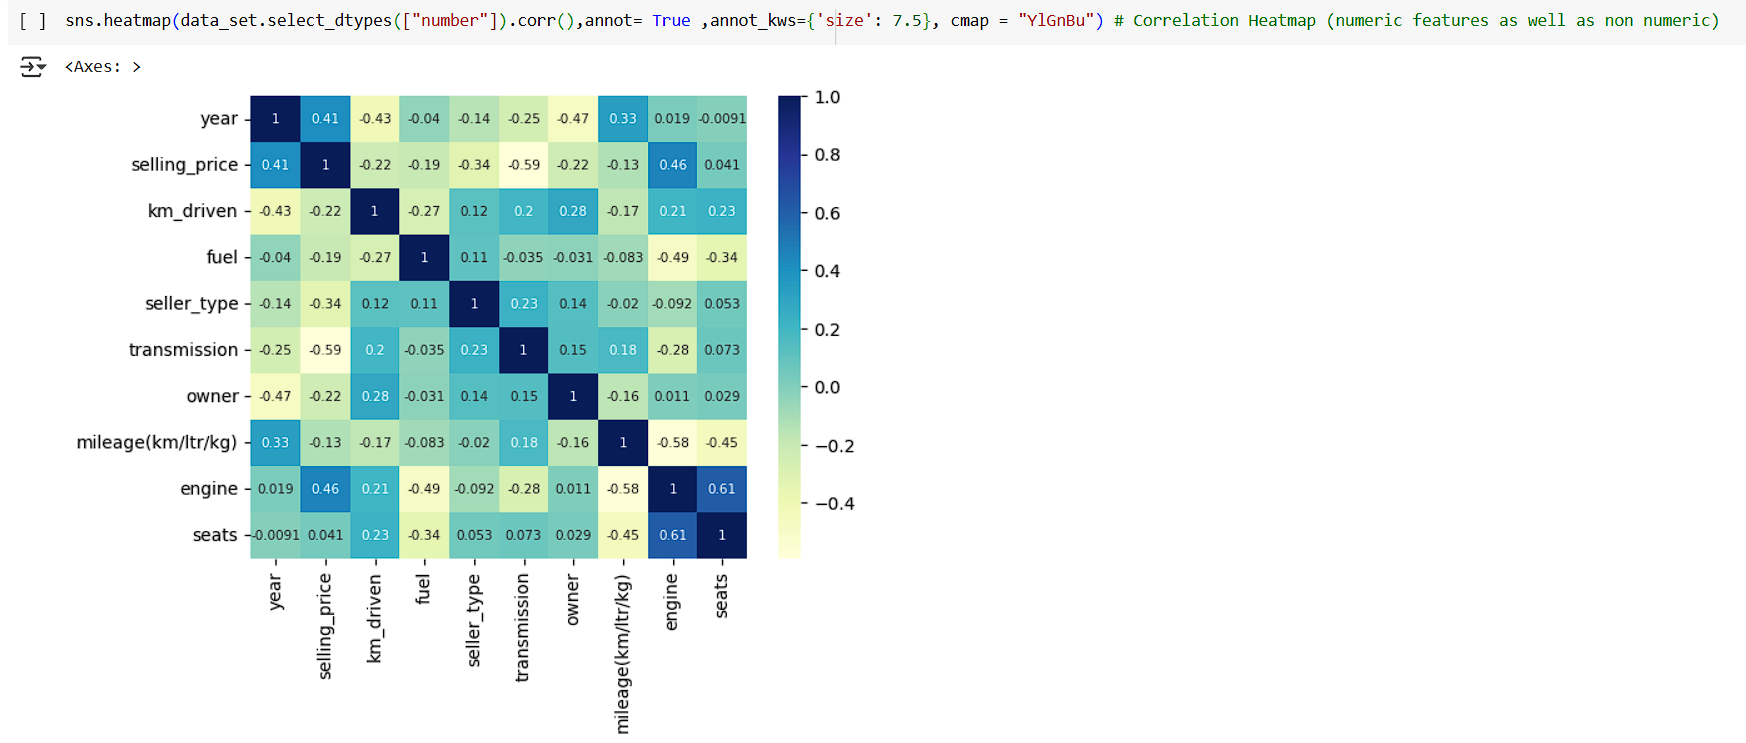 [ ] sns.heatmap(data_set.select_dtypes(["number"]).corr(),annot= True ,annot_kws={'size': 7.5}, cmap = "YlGnBu") # Correlation Heatmap (numeric features as well as non numeric)
<Axes: >
year 1 0.41 -0.43 -0.04 -0.14 -0.25 -0.47 0.33 0.019 -0.0091
selling_price 0.41 1 -0.22 -0.19 -0.34 -0.59 -0.22 -0.13 0.46 0.041
km_driven -0.43 -0.22 1 -0.27 0.12 0.2 0.28 -0.17 0.21 0.23
fuel -0.04 -0.19 -0.27 1 0.11 -0.035 -0.031 -0.083 -0.49 -0.34
seller_type -0.14 -0.34 0.12 0.11 1 0.23 0.14 -0.02 -0.092 0.053
transmission -0.25 -0.59 0.2 -0.035 0.23 1 0.15 0.18 -0.28 0.073
owner -0.47 -0.22 0.28 -0.031 0.14 0.15 1 -0.16 0.011 0.029
mileage(km/ltr/kg) 0.33 -0.13 -0.17 -0.083 -0.02 0.18 -0.16 1 -0.58 -0.45
engine 0.019 0.46 0.21 -0.49 -0.092 -0.28 0.011 -0.58 1 0.61
seats -0.0091 0.041 0.23 -0.34 0.053 0.073 0.029 -0.45 0.61 1
year
selling_price
km_driven
fuel
seller_type
transmission
owner
mileage(km/ltr/kg)
engine
seats
1.0
0.8
0.6
0.4
0.2
0.0
−0.2
−0.4